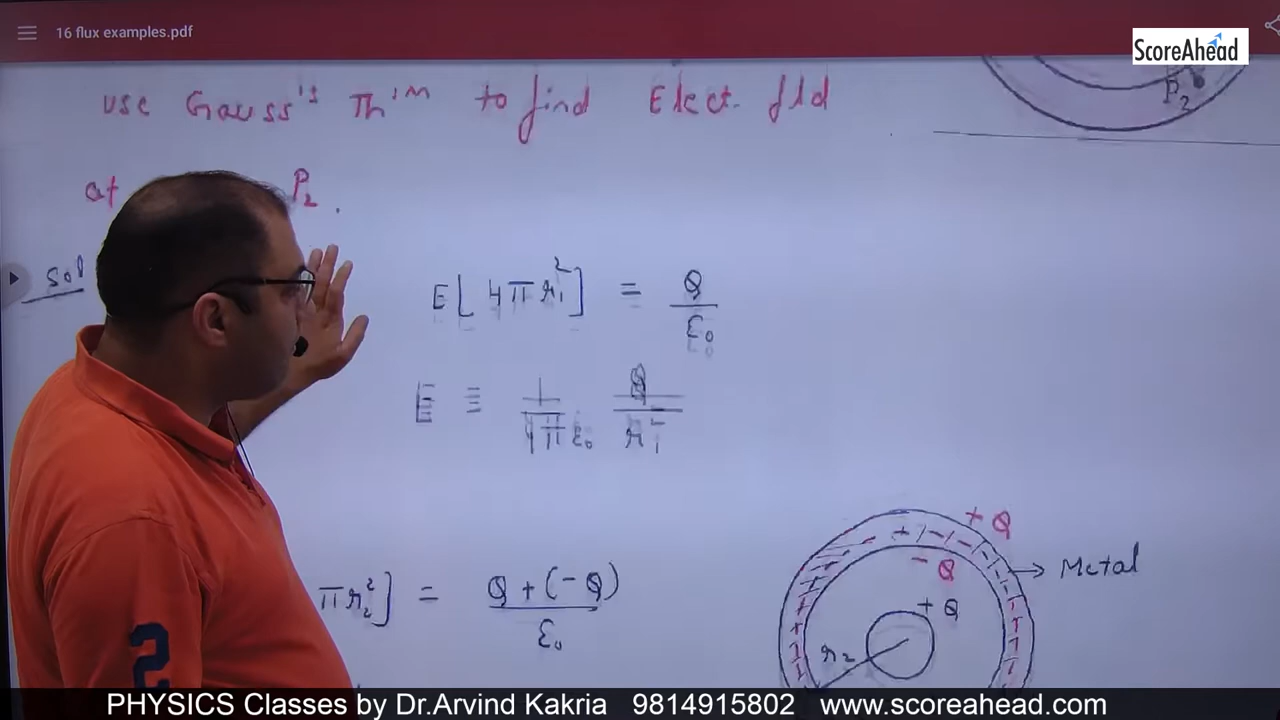 16 flux examples.pdf
ScoreAhead
use Gauss's Th'm to find Elect. fld
P₂
at P₂.
Sol
E[4πr₁²] = Q/ε₀
E = 1/4πε₀ Q/r₁²
+Q
-Q
→ Metal
πr₂²] = Q+(-Q)/ε₀
+Q
r₂
2
PHYSICS Classes by Dr.Arvind Kakria 9814915802 www.scoreahead.com